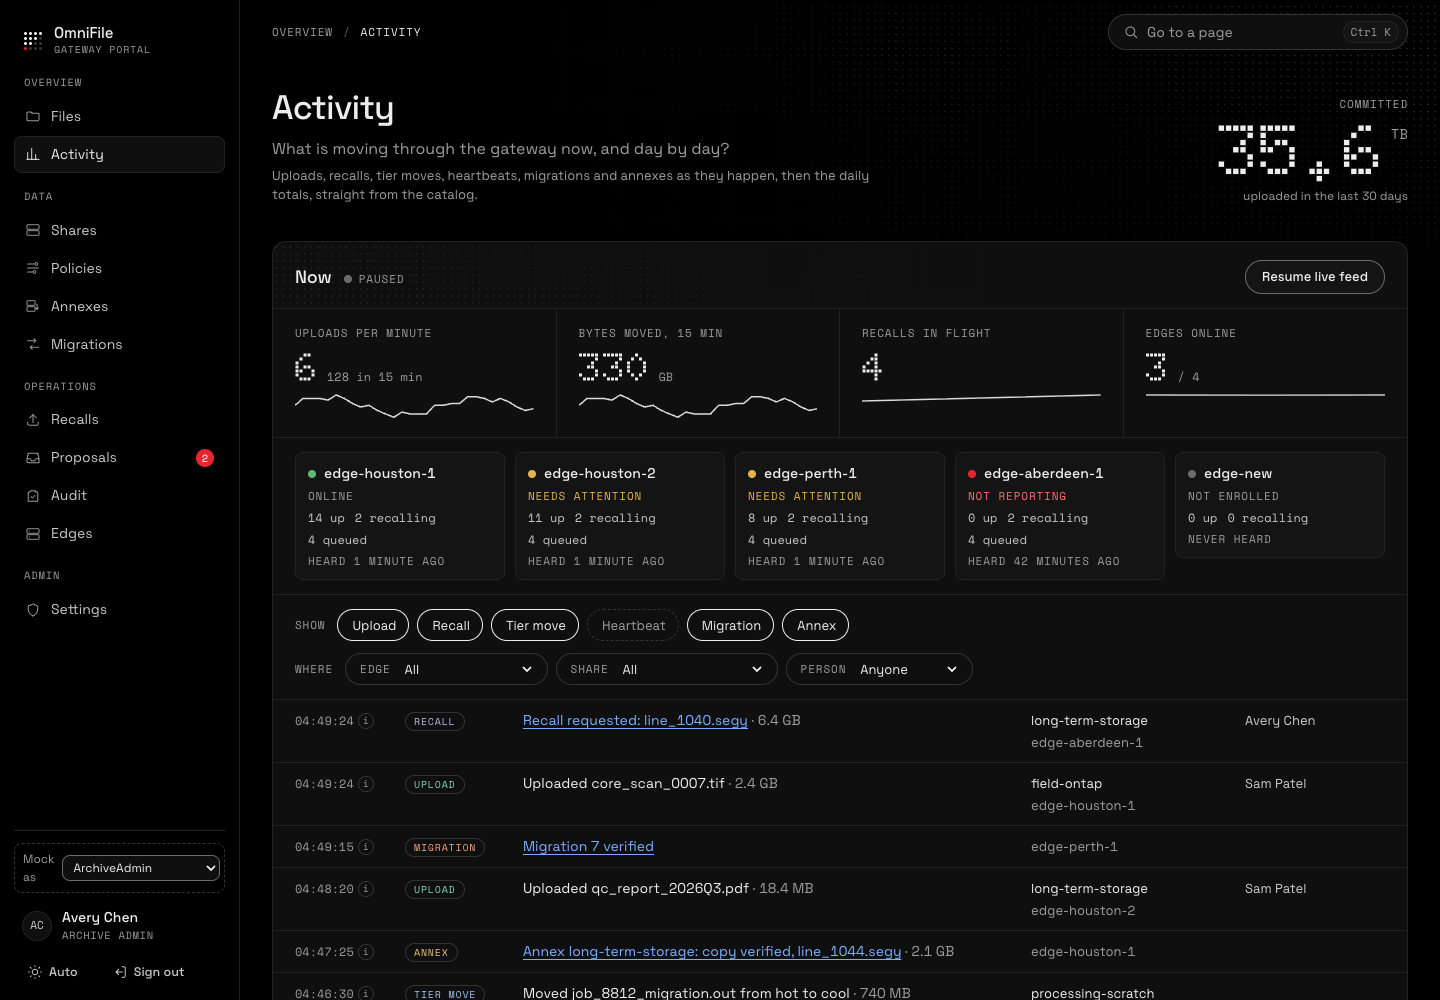 OmniFile
GATEWAY PORTAL
OVERVIEW
Files
Activity
DATA
Shares
Policies
Annexes
Migrations
OPERATIONS
Recalls
Proposals 2
Audit
Edges
ADMIN
Settings
Mock as ArchiveAdmin
AC Avery Chen
ARCHIVE ADMIN
Auto Sign out
OVERVIEW / ACTIVITY
Go to a page Ctrl K
Activity
What is moving through the gateway now, and day by day?
Uploads, recalls, tier moves, heartbeats, migrations and annexes as they happen, then the daily
totals, straight from the catalog.
COMMITTED
35,6 TB
uploaded in the last 30 days
Now PAUSED Resume live feed
UPLOADS PER MINUTE
6 128 in 15 min
BYTES MOVED, 15 MIN
330 GB
RECALLS IN FLIGHT
4
EDGES ONLINE
3 / 4
edge-houston-1
ONLINE
14 up 2 recalling
4 queued
HEARD 1 MINUTE AGO
edge-houston-2
NEEDS ATTENTION
11 up 2 recalling
4 queued
HEARD 1 MINUTE AGO
edge-perth-1
NEEDS ATTENTION
8 up 2 recalling
4 queued
HEARD 1 MINUTE AGO
edge-aberdeen-1
NOT REPORTING
0 up 2 recalling
4 queued
HEARD 42 MINUTES AGO
edge-new
NOT ENROLLED
0 up 0 recalling
NEVER HEARD
SHOW Upload Recall Tier move Heartbeat Migration Annex
WHERE EDGE All SHARE All PERSON Anyone
04:49:24 i RECALL Recall requested: line_1040.segy · 6.4 GB long-term-storage Avery Chen
edge-aberdeen-1
04:49:24 i UPLOAD Uploaded core_scan_0007.tif · 2.4 GB field-ontap Sam Patel
edge-houston-1
04:49:15 i MIGRATION Migration 7 verified edge-perth-1
04:48:20 i UPLOAD Uploaded qc_report_2026Q3.pdf · 18.4 MB long-term-storage Sam Patel
edge-houston-2
04:47:25 i ANNEX Annex long-term-storage: copy verified, line_1044.segy · 2.1 GB edge-houston-1
04:46:30 i TIER MOVE Moved job_8812_migration.out from hot to cool · 740 MB processing-scratch